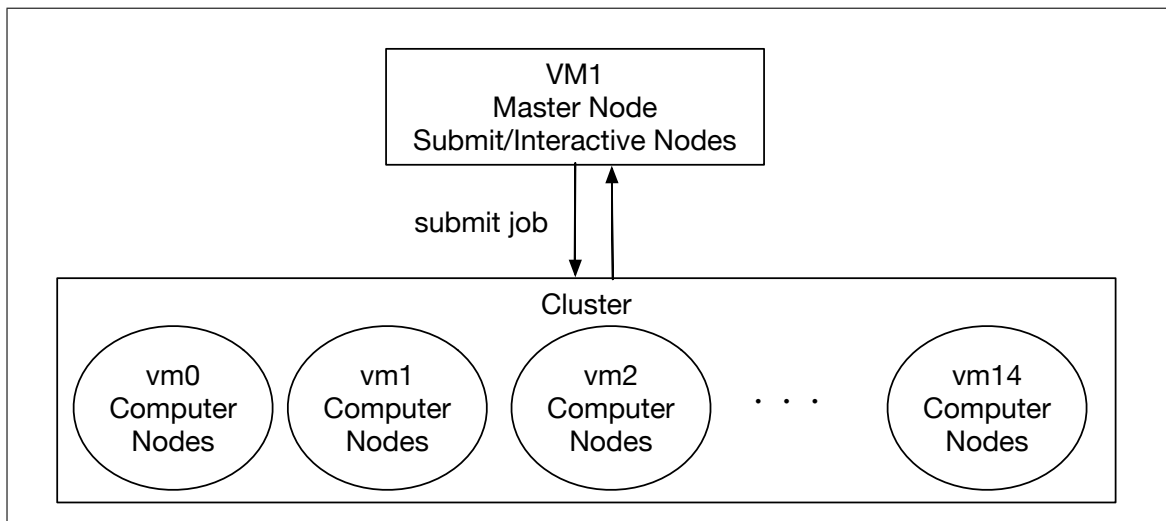 VM1
Master Node
Submit/Interactive Nodes
submit job
Cluster
vm0
Computer
Nodes
vm1
Computer
Nodes
vm2
Computer
Nodes
. . .
vm14
Computer
Nodes